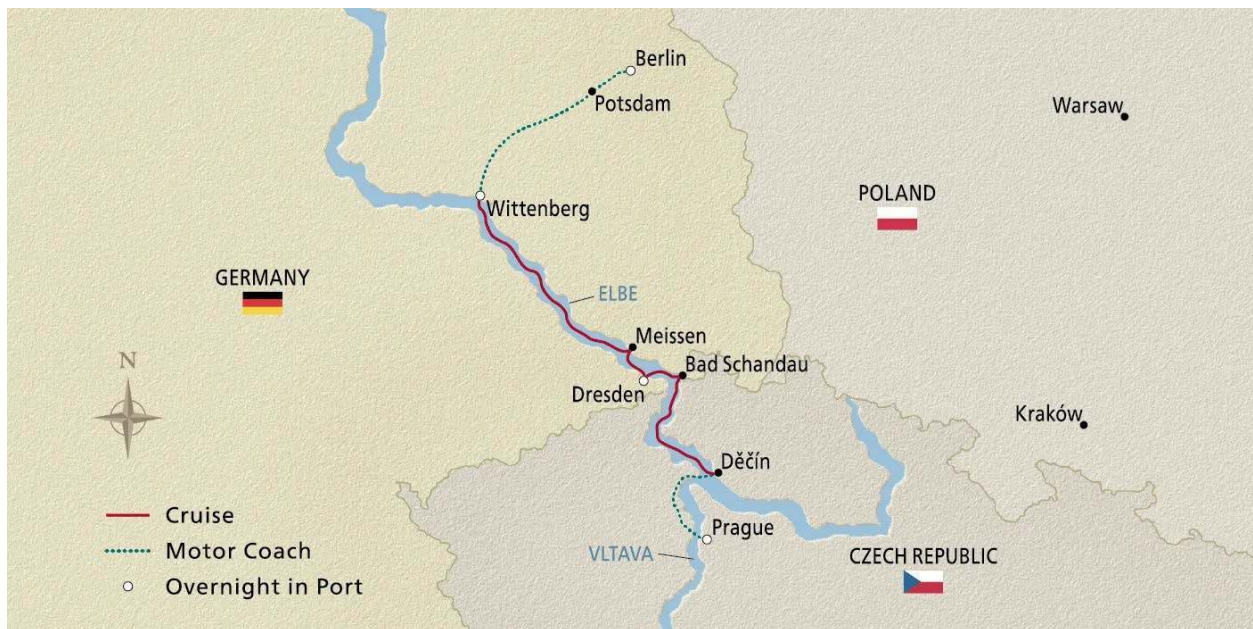 Berlin
Potsdam
Warsaw
POLAND
Wittenberg
GERMANY
ELBE
Meissen
Bad Schandau
Dresden
N
Kraków
Děčín
Cruise
Prague
Motor Coach
VLTAVA
CZECH REPUBLIC
Overnight in Port